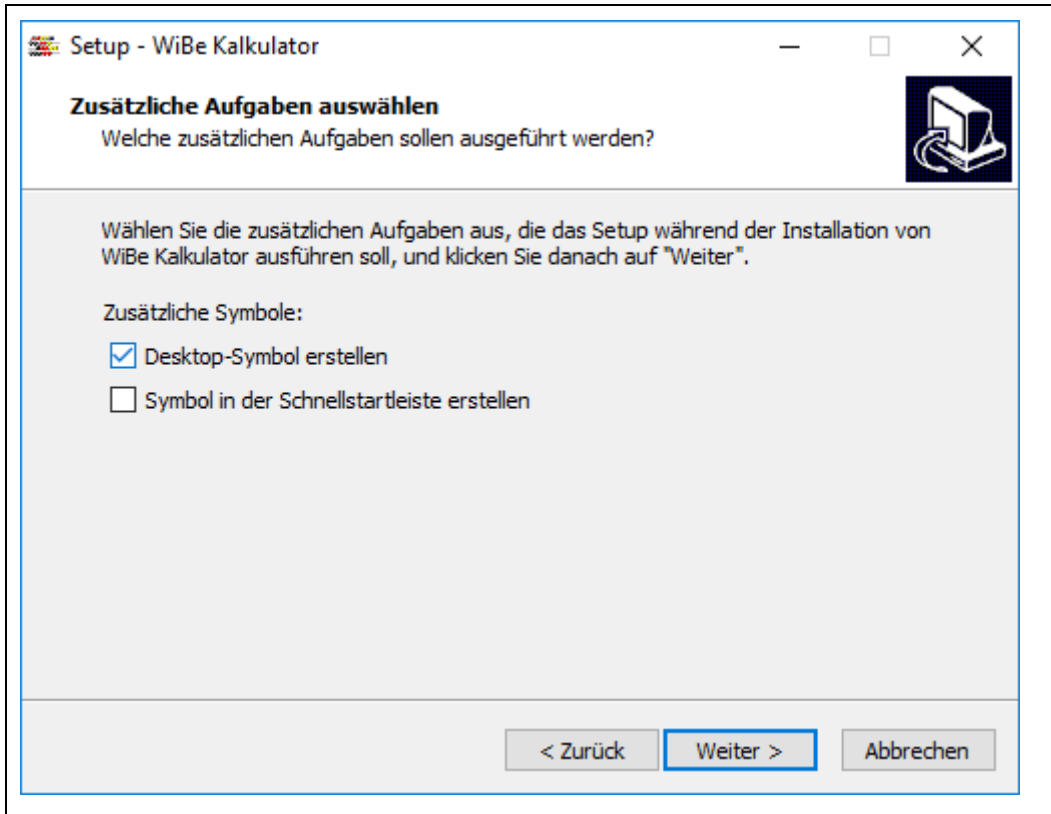 Setup - WiBe Kalkulator
Zusätzliche Aufgaben auswählen
Welche zusätzlichen Aufgaben sollen ausgeführt werden?
Wählen Sie die zusätzlichen Aufgaben aus, die das Setup während der Installation von
WiBe Kalkulator ausführen soll, und klicken Sie danach auf "Weiter".
Zusätzliche Symbole:
Desktop-Symbol erstellen
Symbol in der Schnellstartleiste erstellen
< Zurück Weiter > Abbrechen